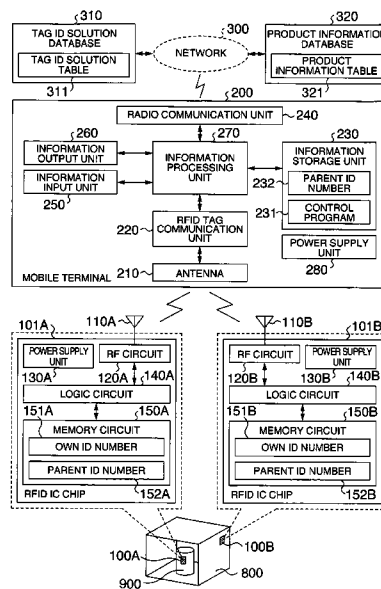 310
TAG ID SOLUTION DATABASE
TAG ID SOLUTION TABLE
311
300
NETWORK
320
PRODUCT INFORMATION DATABASE
PRODUCT INFORMATION TABLE
321
200
RADIO COMMUNICATION UNIT
240
260
INFORMATION OUTPUT UNIT
INFORMATION INPUT UNIT
250
270
INFORMATION PROCESSING UNIT
230
INFORMATION STORAGE UNIT
232
PARENT ID NUMBER
231
CONTROL PROGRAM
220
RFID TAG COMMUNICATION UNIT
210
ANTENNA
POWER SUPPLY UNIT
280
MOBILE TERMINAL
101A
110A
POWER SUPPLY UNIT
RF CIRCUIT
130A
120A
140A
LOGIC CIRCUIT
151A
150A
MEMORY CIRCUIT
OWN ID NUMBER
PARENT ID NUMBER
RFID IC CHIP
152A
110B
101B
RF CIRCUIT
POWER SUPPLY UNIT
120B
130B
140B
LOGIC CIRCUIT
151B
150B
MEMORY CIRCUIT
OWN ID NUMBER
PARENT ID NUMBER
RFID IC CHIP
152B
100A
100B
900
800